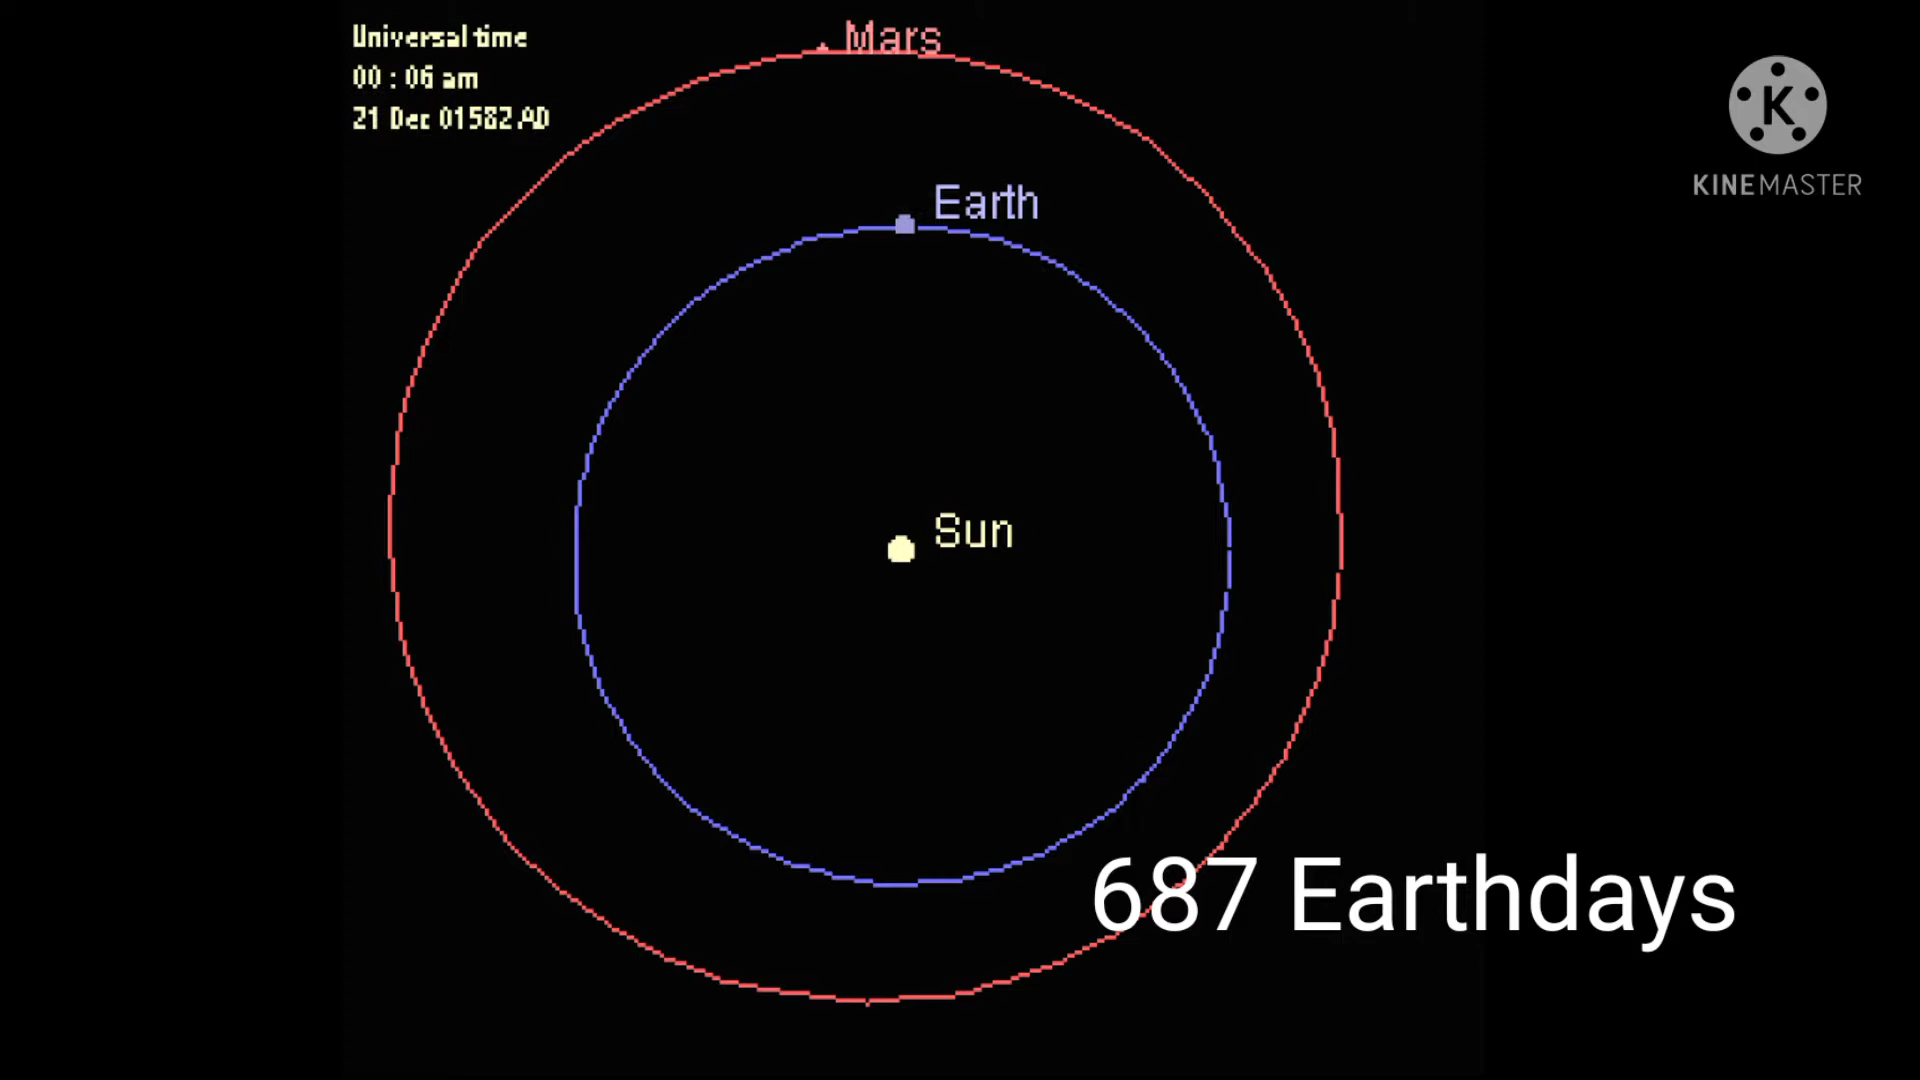 Universal time
00 : 06 am
21 Dec 01582 AD
Mars
K
KINEMASTER
Earth
Sun
687 Earthdays